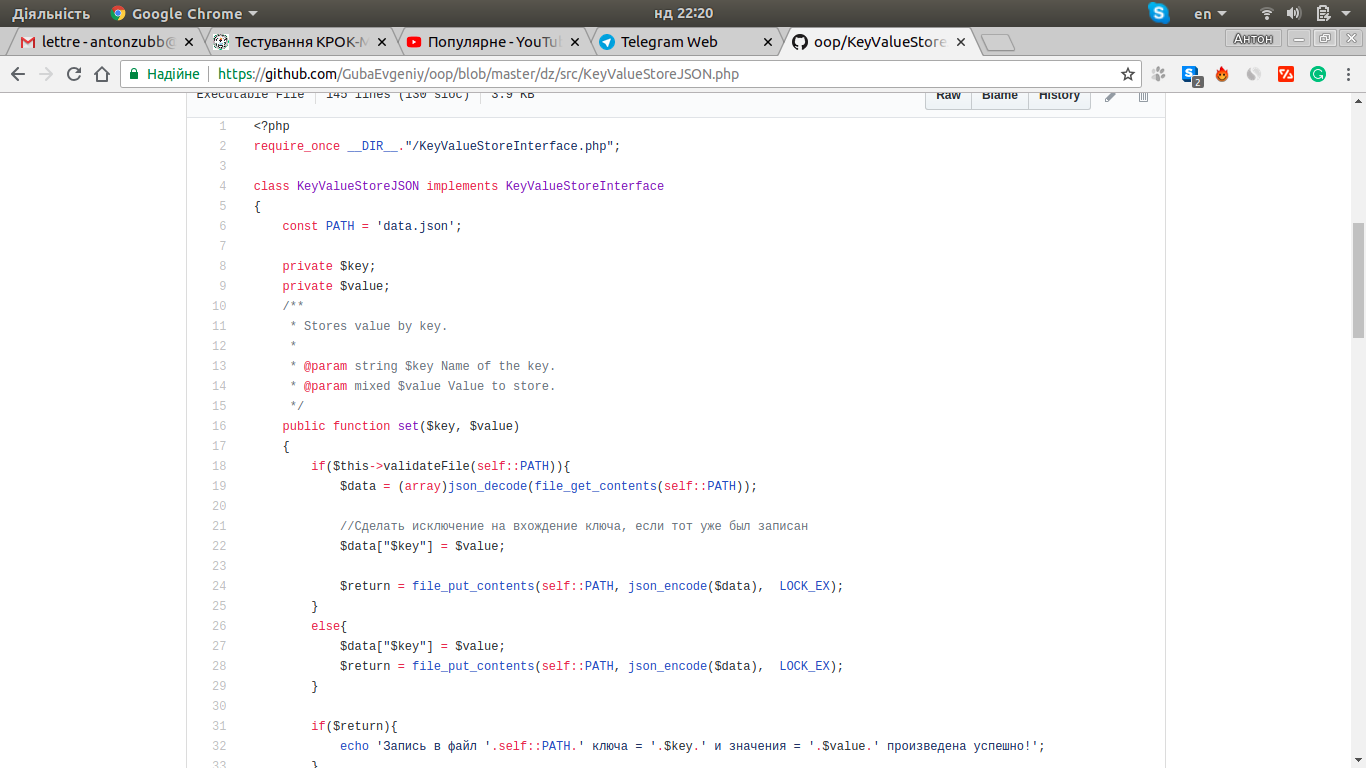 Діяльність Google Chrome нд 22:20 en
lettre - antonzubb@ Тестування КРОК-М Популярне - YouTu Telegram Web oop/KeyValueStore Антон
Надійне https://github.com/GubaEvgeniy/oop/blob/master/dz/src/KeyValueStoreJSON.php 2
Executable File 145 lines (130 sloc) 3.9 KB Raw Blame History
1 <?php
2 require_once __DIR__."/KeyValueStoreInterface.php";
3
4 class KeyValueStoreJSON implements KeyValueStoreInterface
5 {
6 const PATH = 'data.json';
7
8 private $key;
9 private $value;
10 /**
11 * Stores value by key.
12 *
13 * @param string $key Name of the key.
14 * @param mixed $value Value to store.
15 */
16 public function set($key, $value)
17 {
18 if($this->validateFile(self::PATH)){
19 $data = (array)json_decode(file_get_contents(self::PATH));
20
21 //Сделать исключение на вхождение ключа, если тот уже был записан
22 $data["$key"] = $value;
23
24 $return = file_put_contents(self::PATH, json_encode($data),  LOCK_EX);
25 }
26 else{
27 $data["$key"] = $value;
28 $return = file_put_contents(self::PATH, json_encode($data),  LOCK_EX);
29 }
30
31 if($return){
32 echo 'Запись в файл '.self::PATH.' ключа = '.$key.' и значения = '.$value.' произведена успешно!';
33 }